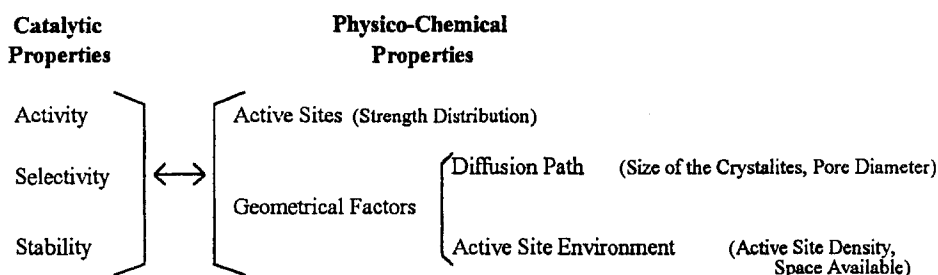 Catalytic
Properties
Physico-Chemical
Properties
Activity
Selectivity
Stability
Active Sites (Strength Distribution)
Geometrical Factors
Diffusion Path (Size of the Crystalites, Pore Diameter)
Active Site Environment (Active Site Density,
Space Available)